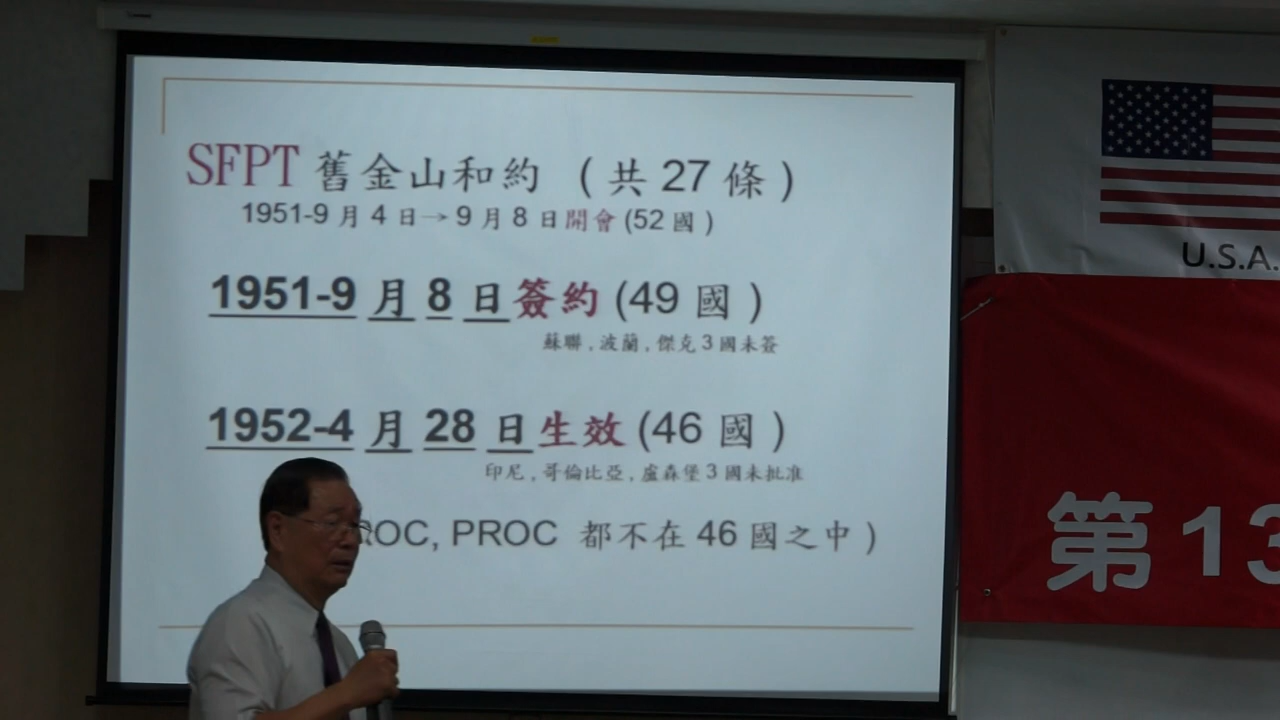 SFPT 舊金山和約 (共 27 條)
1951-9 月 4 日→ 9 月 8 日開會 (52 國)
1951-9 月 8 日簽約 (49 國)
蘇聯, 波蘭, 傑克 3 國未簽
1952-4 月 28 日生效 (46 國)
印尼, 哥倫比亞, 盧森堡 3 國未批准
ROC, PROC 都不在 46 國之中)
U.S.A.
第 13